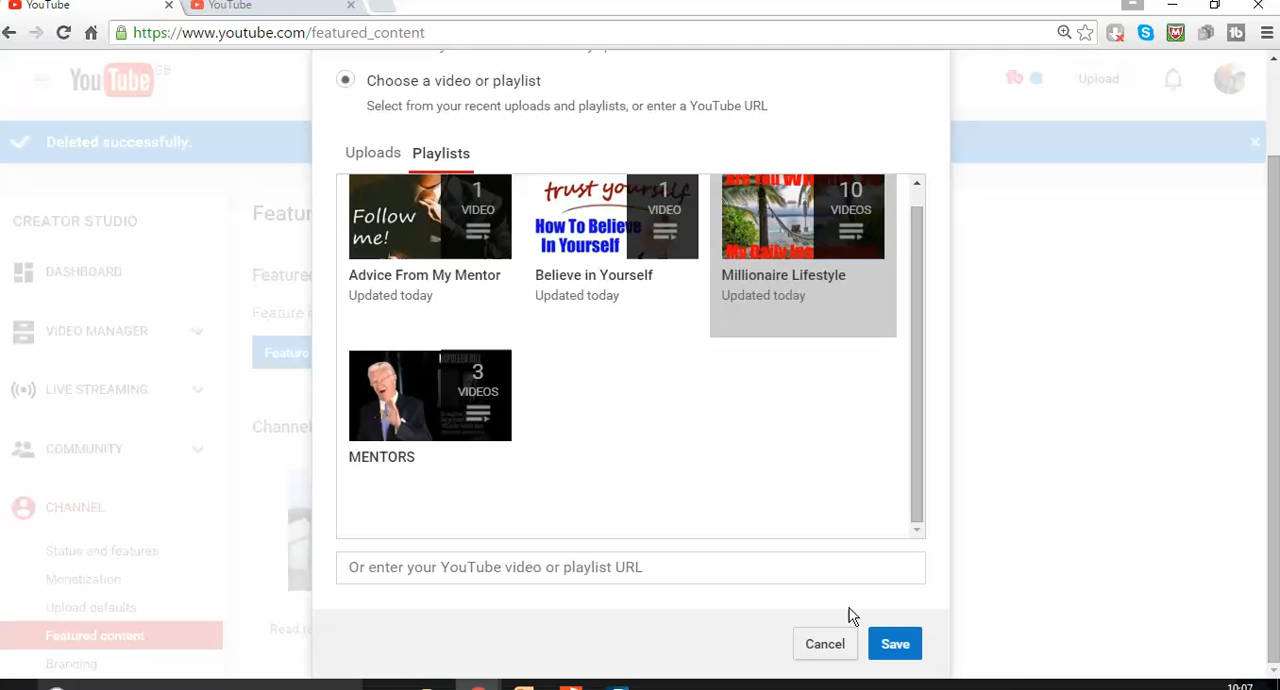 YouTube
YouTube
https://www.youtube.com/featured_content
Choose a video or playlist
Select from your recent uploads and playlists, or enter a YouTube URL
YouTube GB
Upload
Deleted successfully.
Uploads Playlists
CREATOR STUDIO
DASHBOARD
VIDEO MANAGER
LIVE STREAMING
COMMUNITY
CHANNEL
Status and features
Monetization
Upload defaults
Featured content
Branding
Follow
me!
1
VIDEO
Advice From My Mentor
Updated today
trust yourself
How To Believe
In Yourself
1
VIDEO
Believe in Yourself
Updated today
10
VIDEOS
Millionaire Lifestyle
Updated today
3
VIDEOS
MENTORS
Or enter your YouTube video or playlist URL
Cancel
Save
10:07